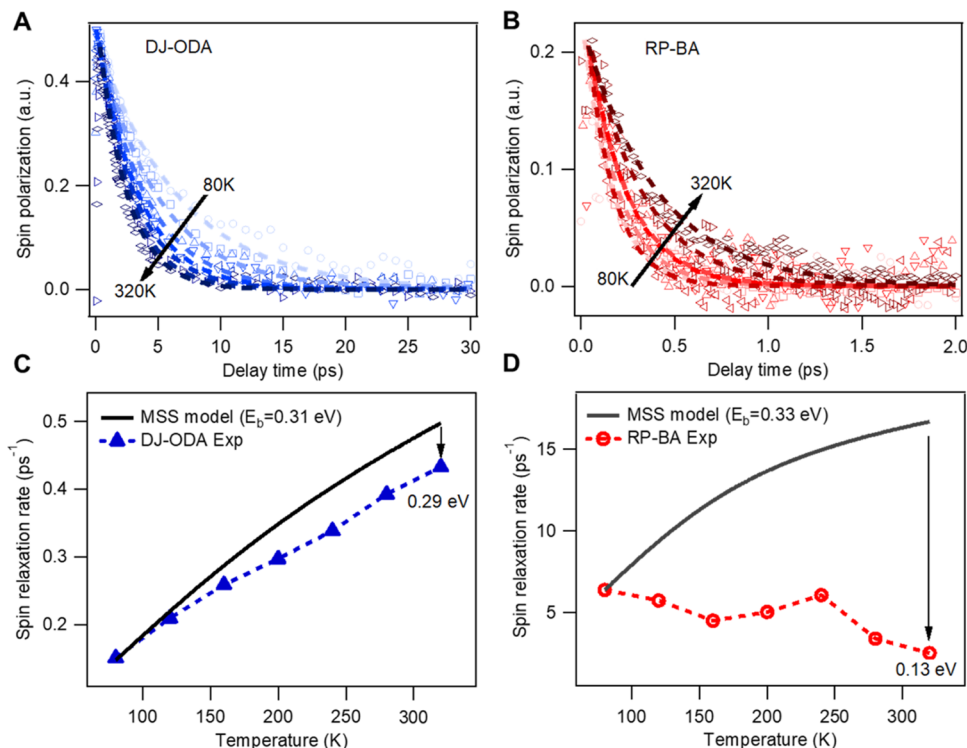 A
DJ-ODA
Spin polarization (a.u.)
0.4
0.2
0.0
80K
320K
0 5 10 15 20 25 30
Delay time (ps)
B
RP-BA
Spin polarization (a.u.)
0.2
0.1
0.0
320K
80K
0.0 0.5 1.0 1.5 2.0
Delay time (ps)
C
MSS model (E_b=0.31 eV)
DJ-ODA Exp
Spin relaxation rate (ps⁻¹)
0.5
0.4
0.3
0.2
0.29 eV
100 150 200 250 300
Temperature (K)
D
MSS model (E_b=0.33 eV)
RP-BA Exp
Spin relaxation rate (ps⁻¹)
15
10
5
0.13 eV
100 150 200 250 300
Temperature (K)